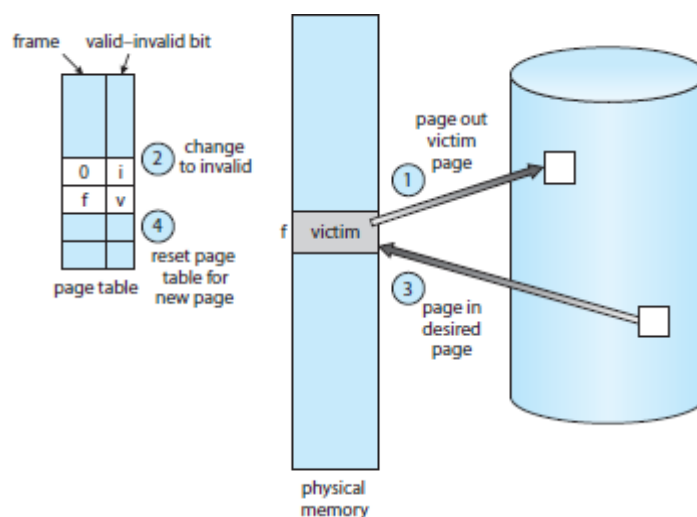 frame
valid–invalid bit
0 i
f v
page table
2
change
to invalid
4
reset page
table for
new page
f
victim
physical
memory
page out
victim
page
1
3
page in
desired
page